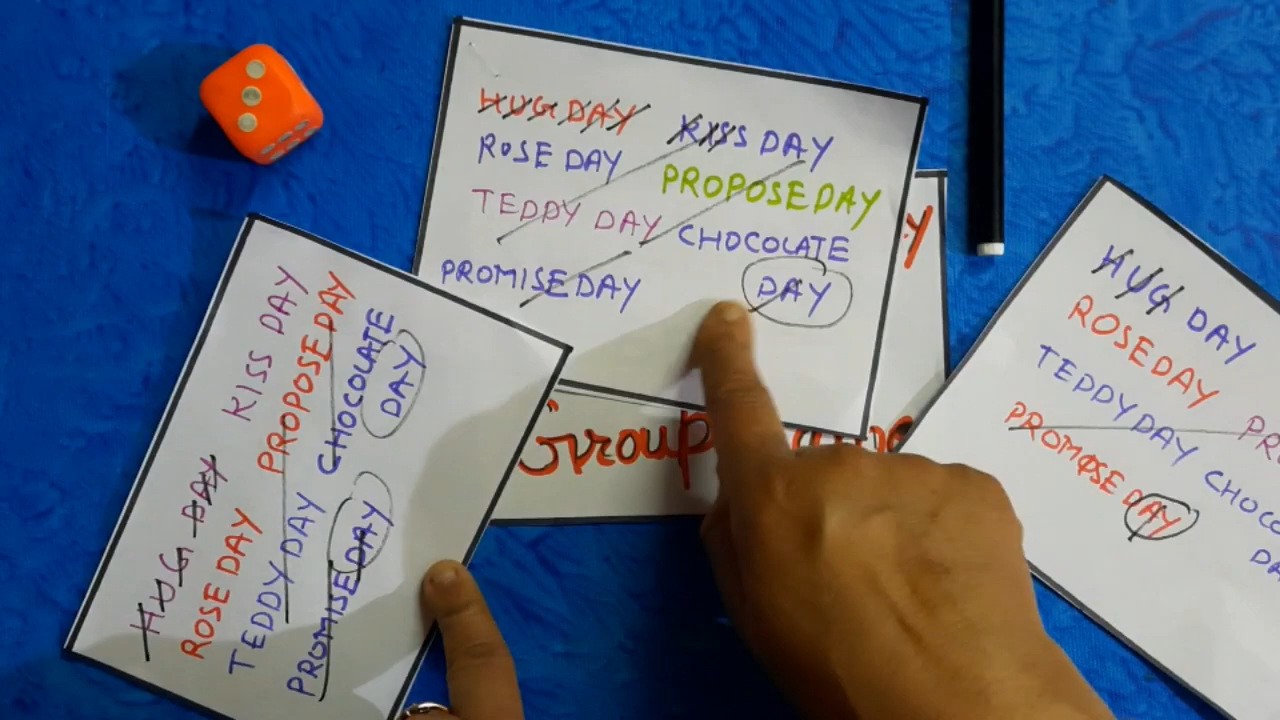 HUG DAY KISS DAY
ROSE DAY PROPOSE DAY
TEDDY DAY CHOCOLATE
PROMISE DAY DAY
HUG DAY KISS DAY
ROSE DAY PROPOSE DAY
TEDDY DAY CHOCOLATE
PROMISE DAY DAY
HUG DAY
ROSE DAY
TEDDY DAY CHOCO
PROMISE DAY
Group